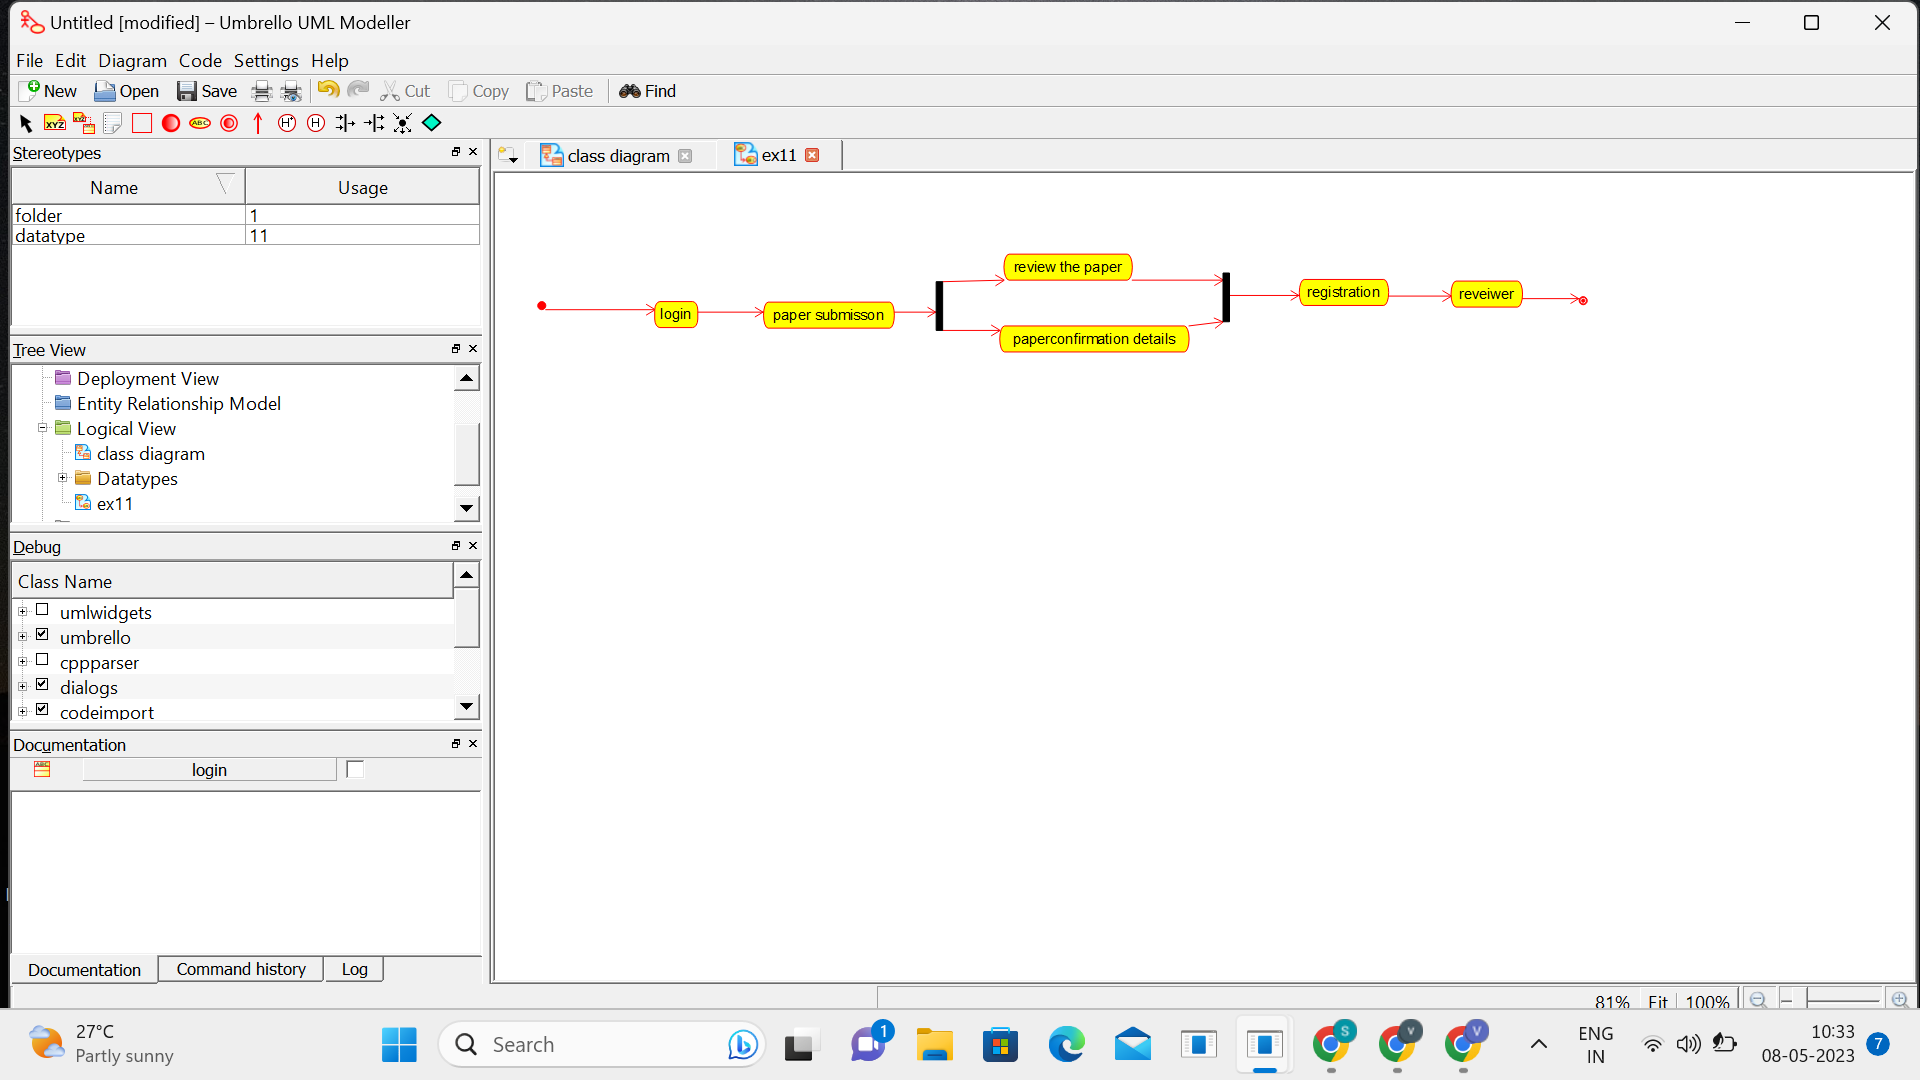 Untitled [modified] – Umbrello UML Modeller
File Edit Diagram Code Settings Help
New Open Save Cut Copy Paste Find
XYZ XYZ ABC H* H
Stereotypes
class diagram ex11
Name Usage
folder 1
datatype 11
review the paper
login paper submisson registration reveiwer
paperconfirmation details
Tree View
Deployment View
Entity Relationship Model
Logical View
class diagram
Datatypes
ex11
Debug
Class Name
umlwidgets
umbrello
cppparser
dialogs
codeimport
Documentation
login
Documentation Command history Log
81% Fit 100%
27°C
Partly sunny
Search
1
S V V
ENG
IN
10:33
08-05-2023
7